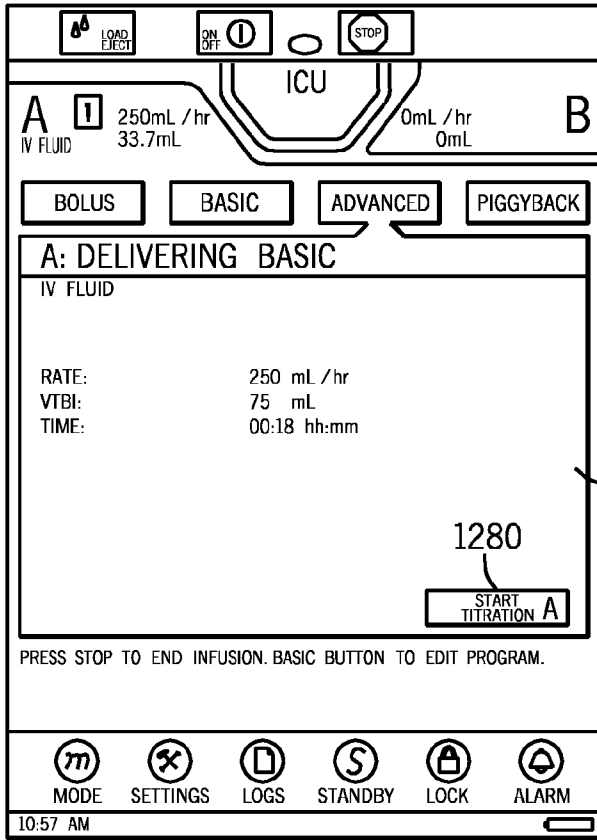 LOAD
EJECT
ON
OFF
STOP
ICU
A 1 250mL /hr
IV FLUID 33.7mL
0mL /hr B
0mL
BOLUS BASIC ADVANCED PIGGYBACK
A: DELIVERING BASIC
IV FLUID
RATE: 250 mL /hr
VTBI: 75 mL
TIME: 00:18 hh:mm
1280
START
TITRATION A
PRESS STOP TO END INFUSION. BASIC BUTTON TO EDIT PROGRAM.
m S
MODE SETTINGS LOGS STANDBY LOCK ALARM
10:57 AM